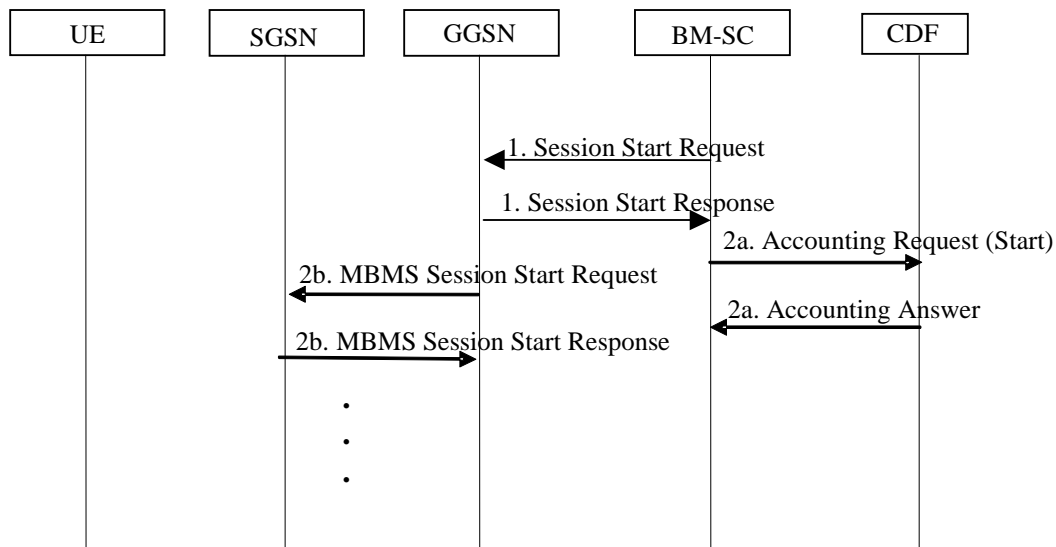 UE
SGSN
GGSN
BM-SC
CDF
1. Session Start Request
1. Session Start Response
2a. Accounting Request (Start)
2b. MBMS Session Start Request
2a. Accounting Answer
2b. MBMS Session Start Response